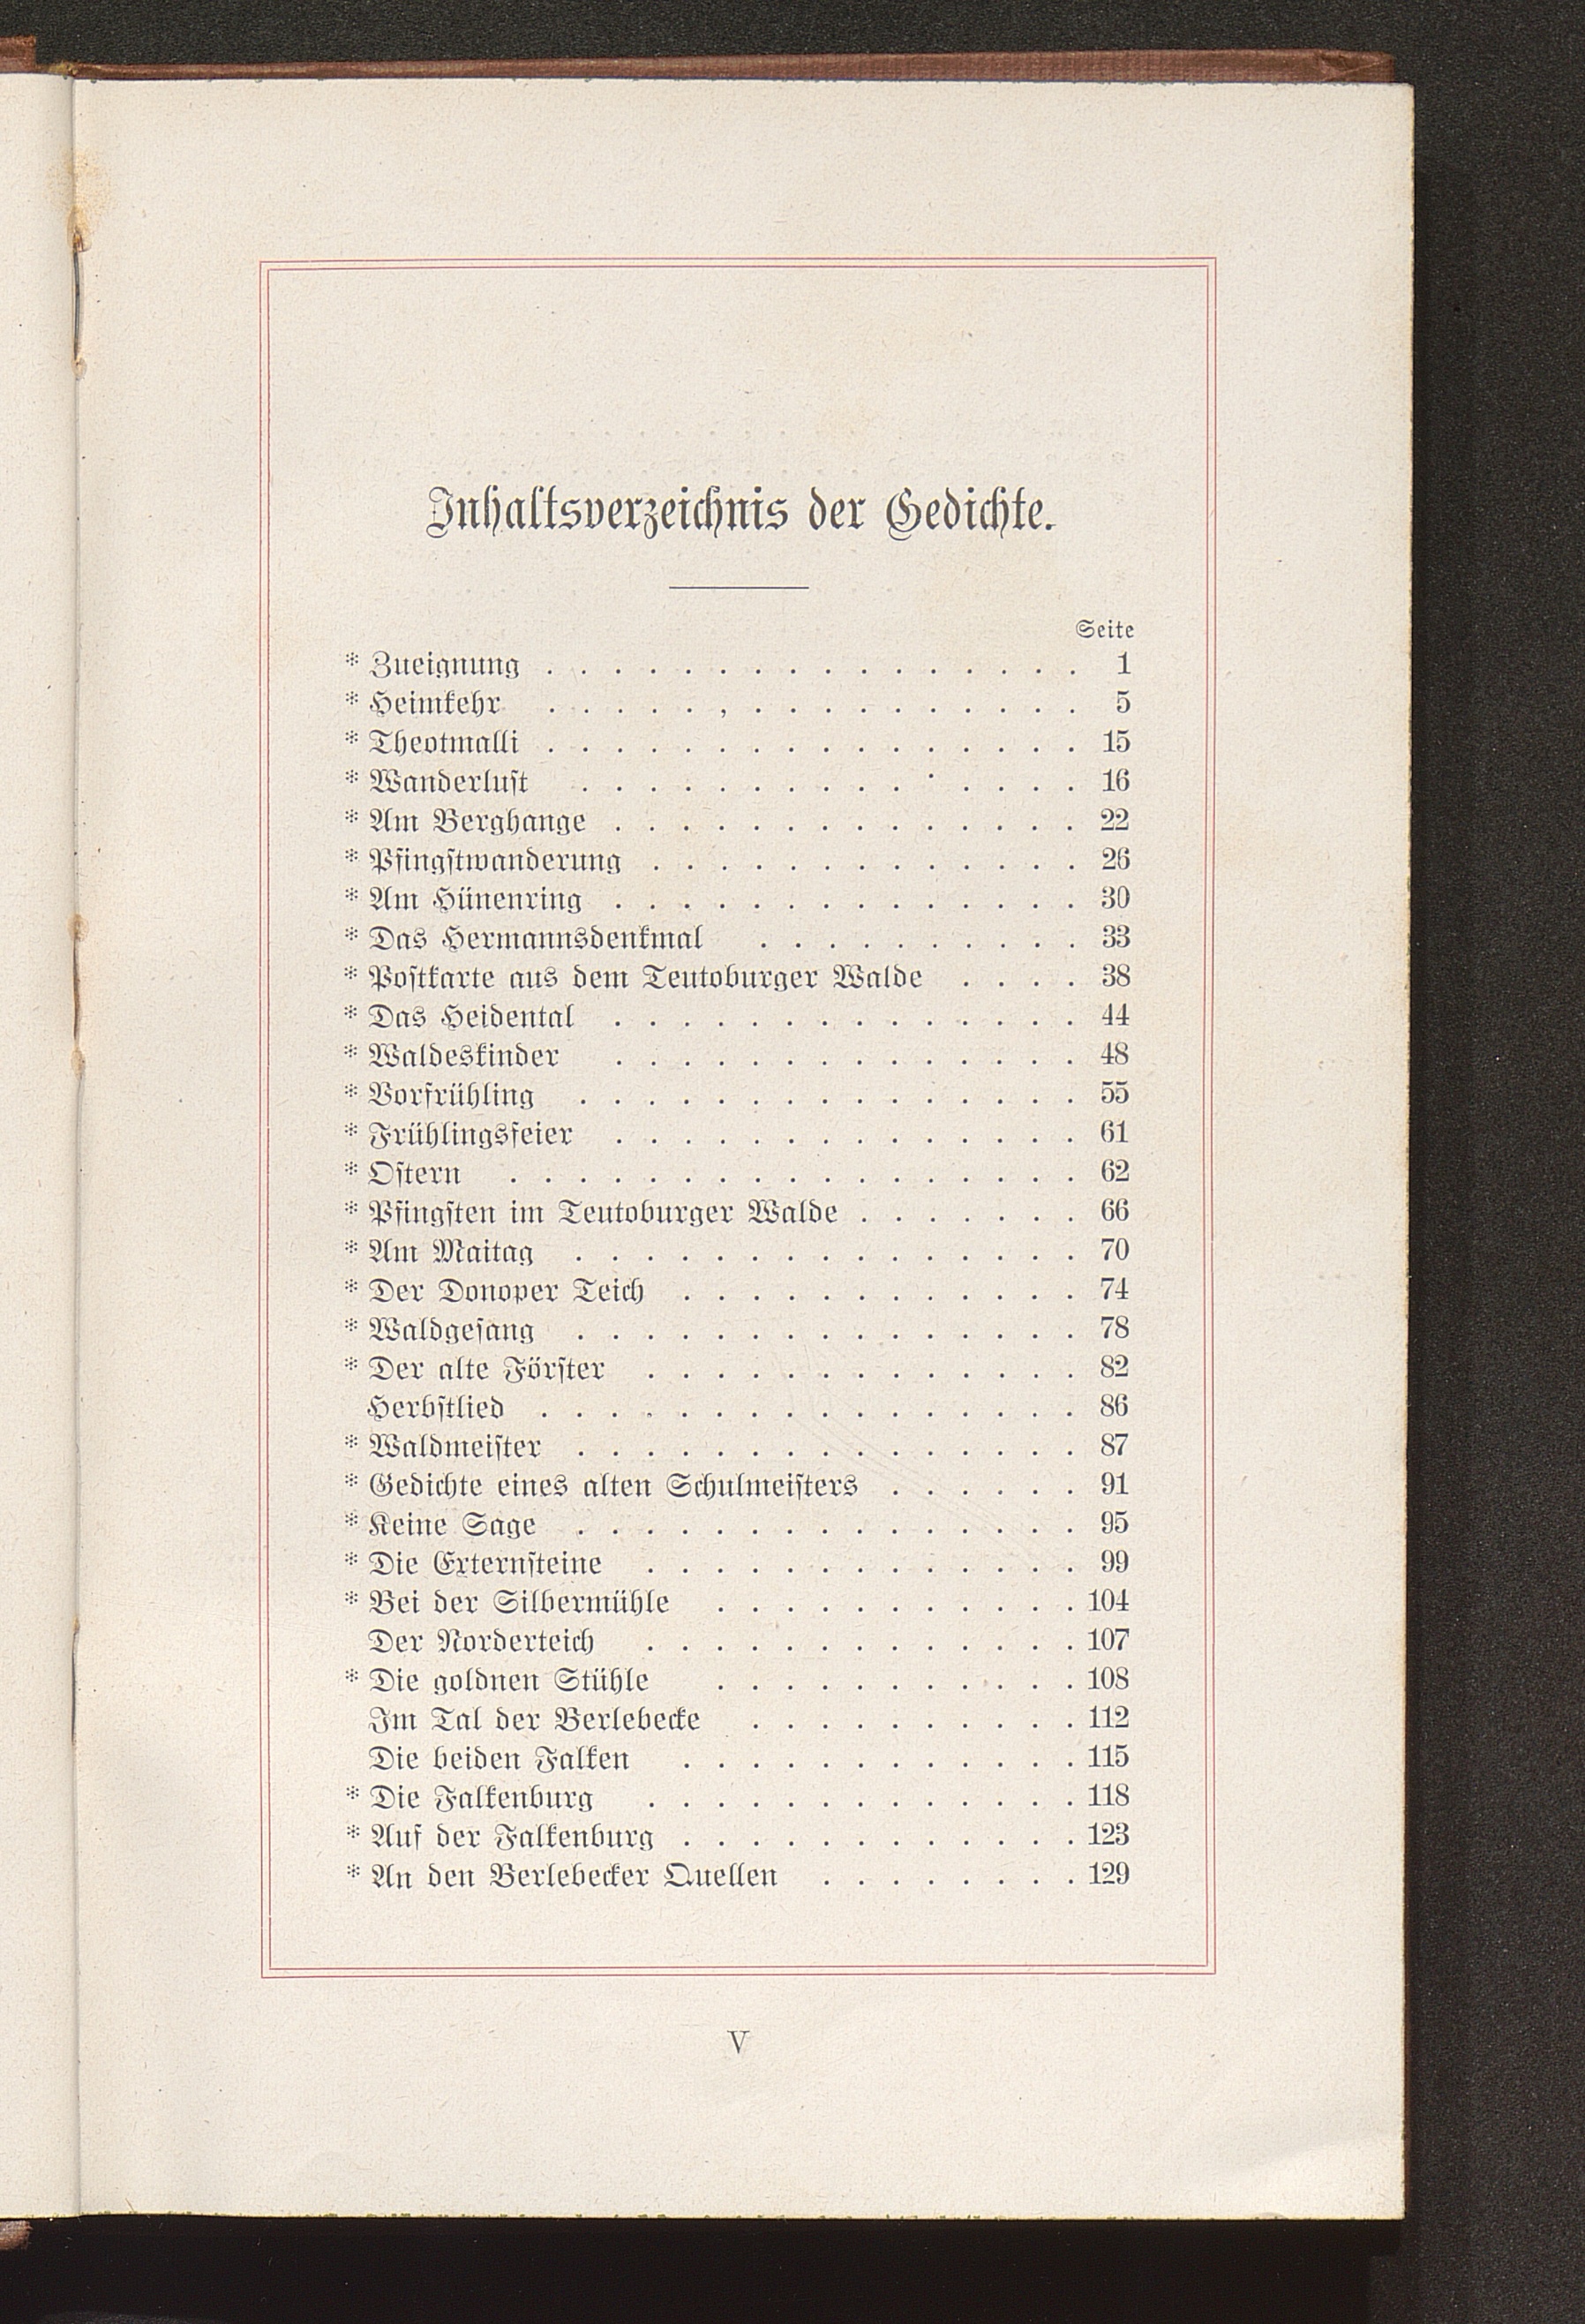 Inhaltsverzeichnis der Gedichte.
Seite
* Zueignung . . . . . . . . . . . . . . . . 1
* Heimkehr . . . . . , . . . . . . . . . . 5
* Theotmalli . . . . . . . . . . . . . . . . 15
* Wanderluſt . . . . . . . . . . . . . . . 16
* Am Berghange . . . . . . . . . . . . . . 22
* Pfingſtwanderung . . . . . . . . . . . . . 26
* Am Hünenring . . . . . . . . . . . . . . 30
* Das Hermannsdenkmal . . . . . . . . . . 33
* Poſtkarte aus dem Teutoburger Walde . . . . 38
* Das Heidental . . . . . . . . . . . . . . 44
* Waldeskinder . . . . . . . . . . . . . . 48
* Vorfrühling . . . . . . . . . . . . . . . 55
* Frühlingsfeier . . . . . . . . . . . . . . 61
* Oſtern . . . . . . . . . . . . . . . . . 62
* Pfingſten im Teutoburger Walde . . . . . . . 66
* Am Maitag . . . . . . . . . . . . . . . 70
* Der Donoper Teich . . . . . . . . . . . . 74
* Waldgeſang . . . . . . . . . . . . . . . 78
* Der alte Förſter . . . . . . . . . . . . . 82
Herbſtlied . . . . . . . . . . . . . . . . 86
* Waldmeiſter . . . . . . . . . . . . . . . 87
* Gedichte eines alten Schulmeiſters . . . . . . 91
* Keine Sage . . . . . . . . . . . . . . . 95
* Die Externſteine . . . . . . . . . . . . . 99
* Bei der Silbermühle . . . . . . . . . . . 104
Der Norderteich . . . . . . . . . . . . . 107
* Die goldnen Stühle . . . . . . . . . . . 108
Im Tal der Berlebecke . . . . . . . . . . 112
Die beiden Falken . . . . . . . . . . . . 115
* Die Falkenburg . . . . . . . . . . . . . 118
* Auf der Falkenburg . . . . . . . . . . . . 123
* An den Berlebecker Quellen . . . . . . . . 129
V